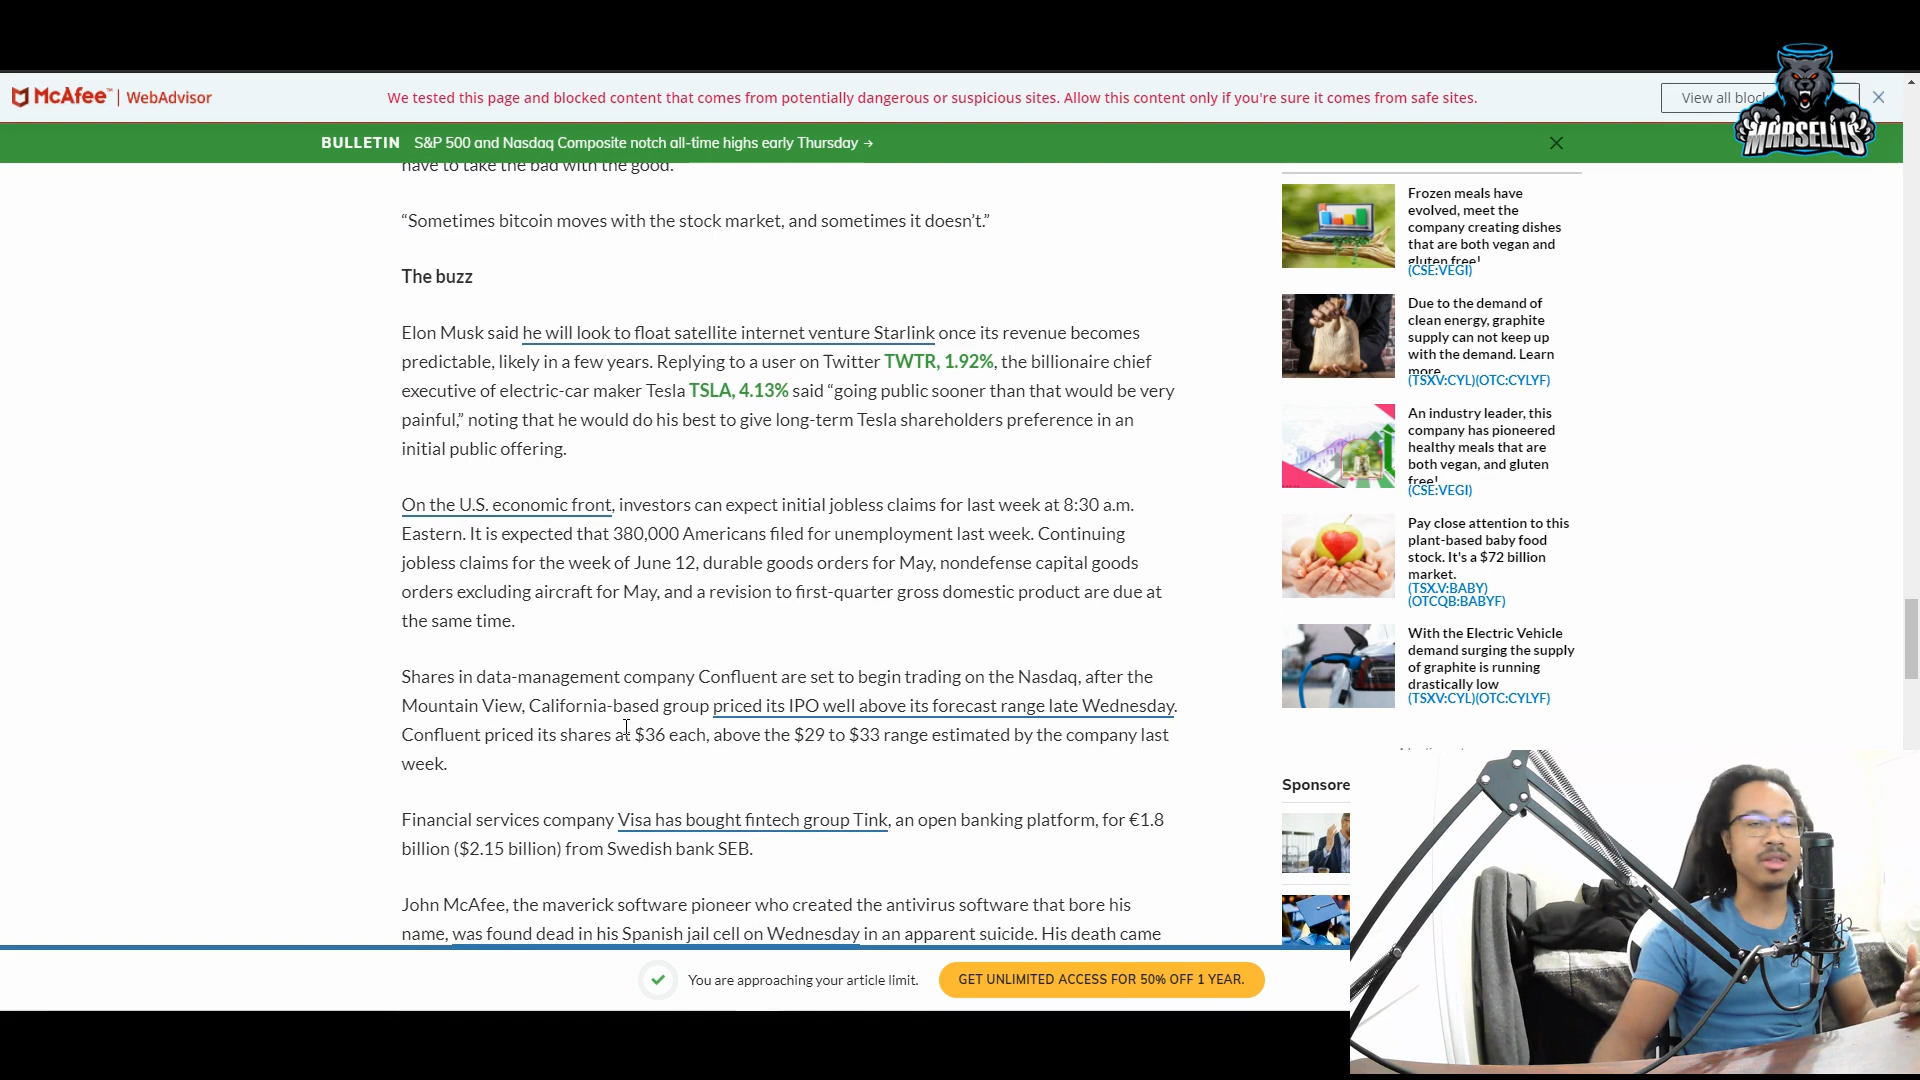 McAfee™ | WebAdvisor
We tested this page and blocked content that comes from potentially dangerous or suspicious sites. Allow this content only if you're sure it comes from safe sites.
View all
MARSELLIS
BULLETIN S&P 500 and Nasdaq Composite notch all-time highs early Thursday →
have to take the bad with the good.
“Sometimes bitcoin moves with the stock market, and sometimes it doesn’t.”
The buzz
Elon Musk said he will look to float satellite internet venture Starlink once its revenue becomes
predictable, likely in a few years. Replying to a user on Twitter TWTR, 1.92%, the billionaire chief
executive of electric-car maker Tesla TSLA, 4.13% said “going public sooner than that would be very
painful,” noting that he would do his best to give long-term Tesla shareholders preference in an
initial public offering.
On the U.S. economic front, investors can expect initial jobless claims for last week at 8:30 a.m.
Eastern. It is expected that 380,000 Americans filed for unemployment last week. Continuing
jobless claims for the week of June 12, durable goods orders for May, nondefense capital goods
orders excluding aircraft for May, and a revision to first-quarter gross domestic product are due at
the same time.
Shares in data-management company Confluent are set to begin trading on the Nasdaq, after the
Mountain View, California-based group priced its IPO well above its forecast range late Wednesday.
Confluent priced its shares at $36 each, above the $29 to $33 range estimated by the company last
week.
Financial services company Visa has bought fintech group Tink, an open banking platform, for €1.8
billion ($2.15 billion) from Swedish bank SEB.
John McAfee, the maverick software pioneer who created the antivirus software that bore his
name, was found dead in his Spanish jail cell on Wednesday in an apparent suicide. His death came
Frozen meals have
evolved, meet the
company creating dishes
that are both vegan and
gluten free!
(CSE:VEGI)
Due to the demand of
clean energy, graphite
supply can not keep up
with the demand. Learn
more
(TSXV:CYL)(OTC:CYLYF)
An industry leader, this
company has pioneered
healthy meals that are
both vegan, and gluten
free!
(CSE:VEGI)
Pay close attention to this
plant-based baby food
stock. It's a $72 billion
market.
(TSX.V:BABY)
(OTCQB:BABYF)
With the Electric Vehicle
demand surging the supply
of graphite is running
drastically low
(TSXV:CYL)(OTC:CYLYF)
Sponsore
You are approaching your article limit.
GET UNLIMITED ACCESS FOR 50% OFF 1 YEAR.